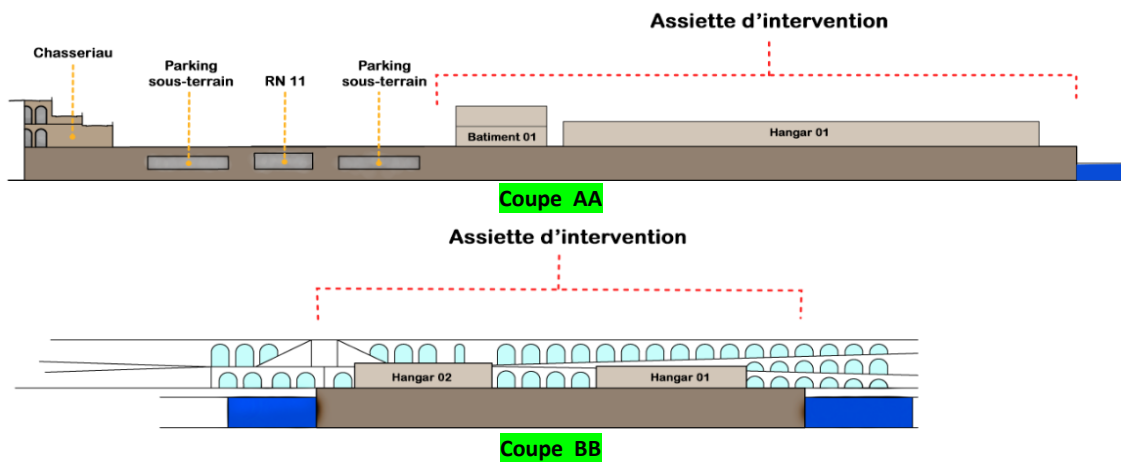 Assiette d'intervention
Chasseriau
Parking
sous-terrain
RN 11
Parking
sous-terrain
Batiment 01
Hangar 01
Coupe AA
Assiette d'intervention
Hangar 02
Hangar 01
Coupe BB